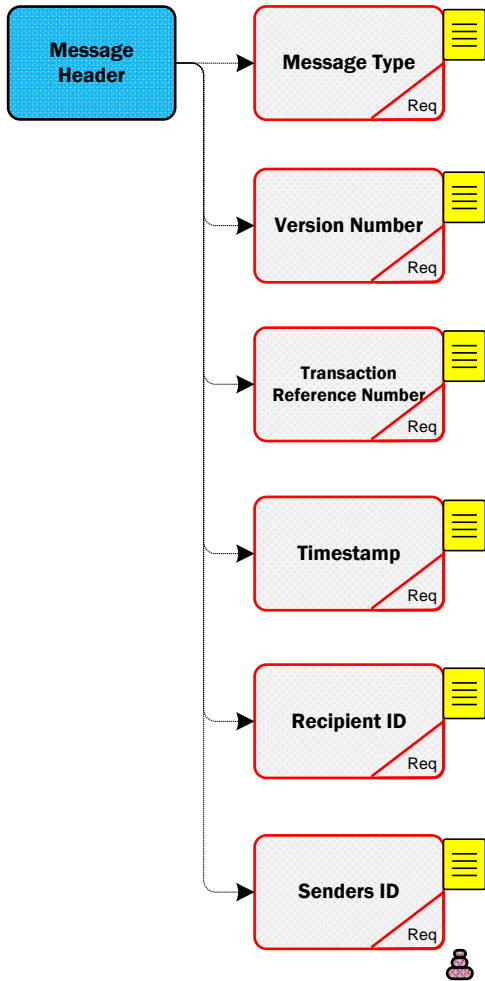 Message
Header
Message Type
Req
Version Number
Req
Transaction
Reference Number
Req
Timestamp
Req
Recipient ID
Req
Senders ID
Req